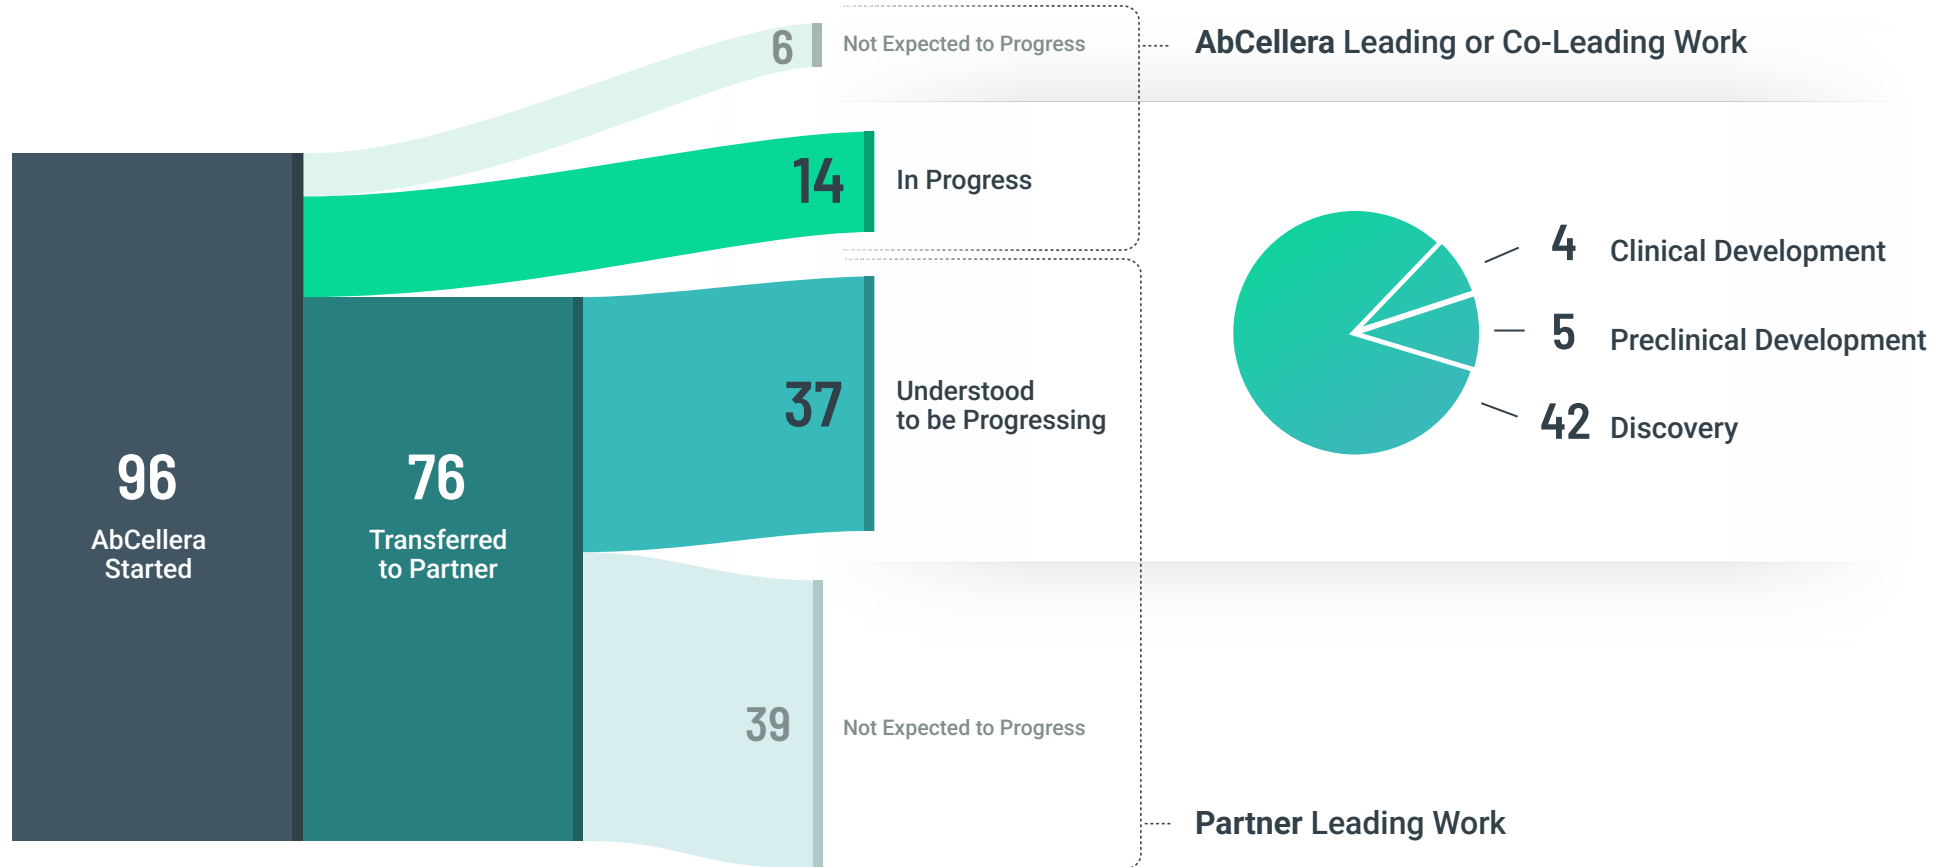 6
Not Expected to Progress
AbCellera Leading or Co-Leading Work
14
In Progress
4
Clinical Development
5
Preclinical Development
42
Discovery
37
Understood
to be Progressing
96
AbCellera
Started
76
Transferred
to Partner
39
Not Expected to Progress
Partner Leading Work